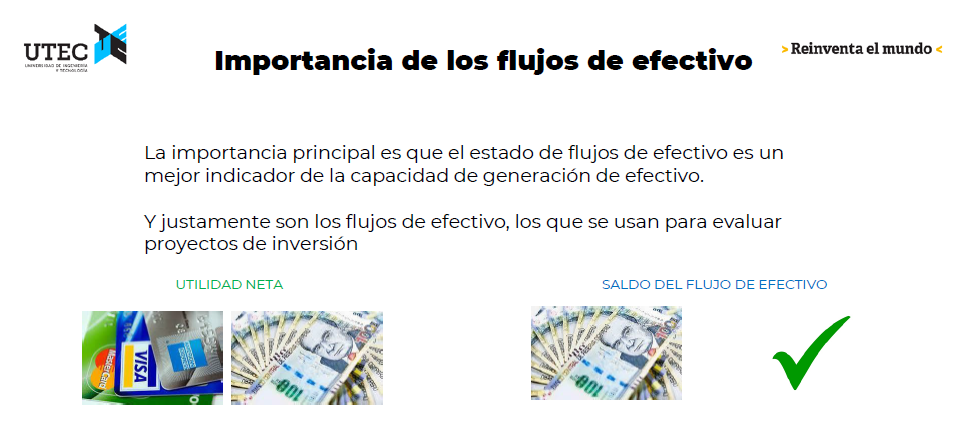 UTEC
UNIVERSIDAD DE INGENIERÍA
Y TECNOLOGÍA
Importancia de los flujos de efectivo
> Reinventa el mundo <
La importancia principal es que el estado de flujos de efectivo es un
mejor indicador de la capacidad de generación de efectivo.
Y justamente son los flujos de efectivo, los que se usan para evaluar
proyectos de inversión
UTILIDAD NETA
SALDO DEL FLUJO DE EFECTIVO
MasterCard
VISA
100
100